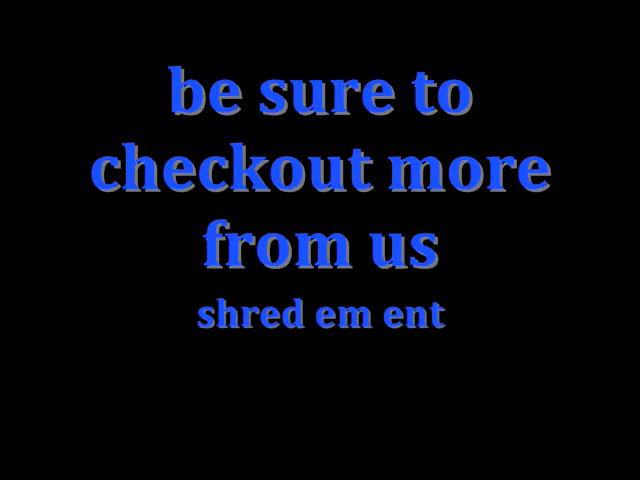 be sure to
checkout more
from us
shred em ent